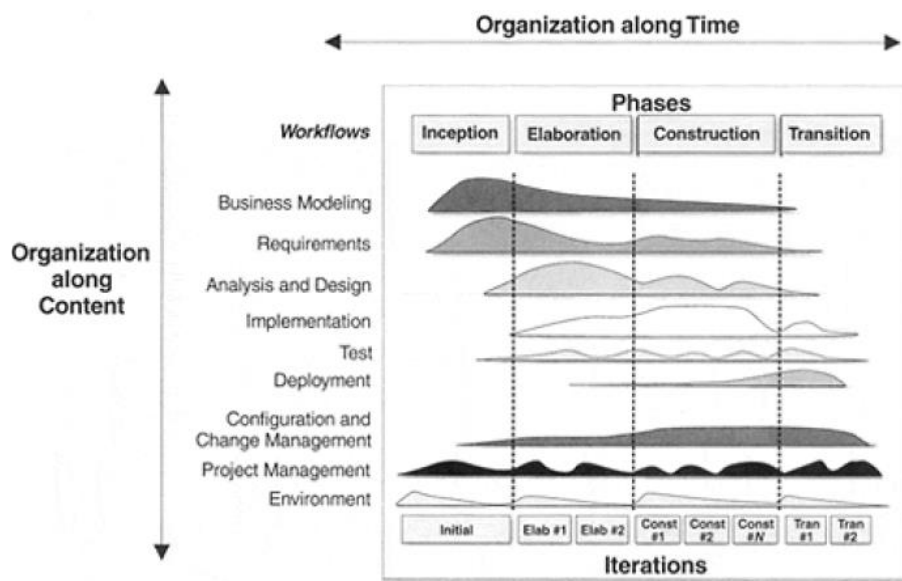 Organization along Time
Phases
Workflows
Inception
Elaboration
Construction
Transition
Organization
along
Content
Business Modeling
Requirements
Analysis and Design
Implementation
Test
Deployment
Configuration and
Change Management
Project Management
Environment
Initial
Elab #1
Elab #2
Const
#1
Const
#2
Const
#N
Tran
#1
Tran
#2
Iterations